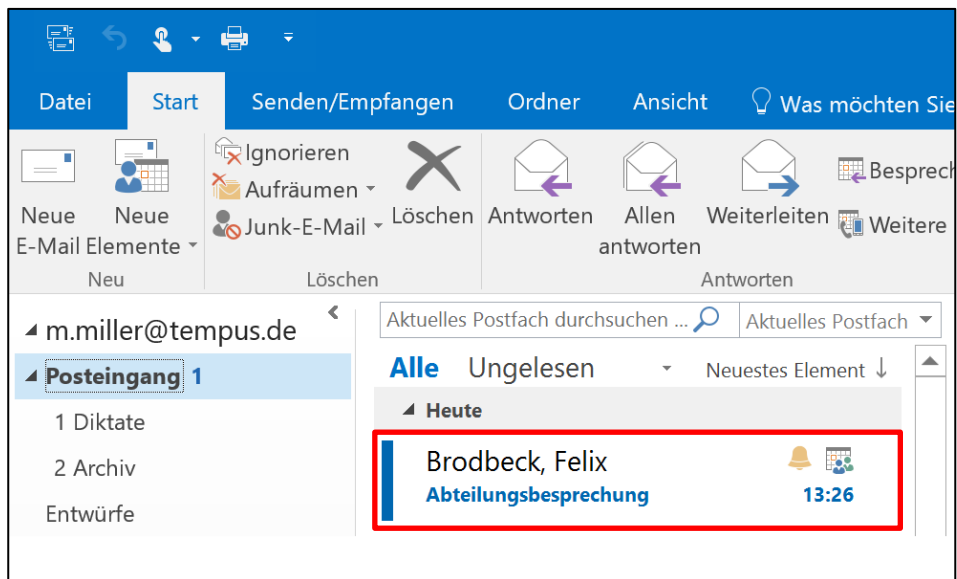 Datei Start Senden/Empfangen Ordner Ansicht Was möchten Sie
Neue E-Mail
Neue Elemente
Ignorieren
Aufräumen
Junk-E-Mail
Löschen
Antworten
Allen antworten
Weiterleiten
Besprech
Weitere
Neu Löschen Antworten
m.miller@tempus.de
Posteingang 1
1 Diktate
2 Archiv
Entwürfe
Aktuelles Postfach durchsuchen ... Aktuelles Postfach
Alle Ungelesen Neuestes Element ↓
Heute
Brodbeck, Felix
Abteilungsbesprechung 13:26